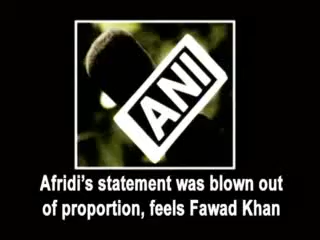 ANI
Afridi's statement was blown out
of proportion, feels Fawad Khan